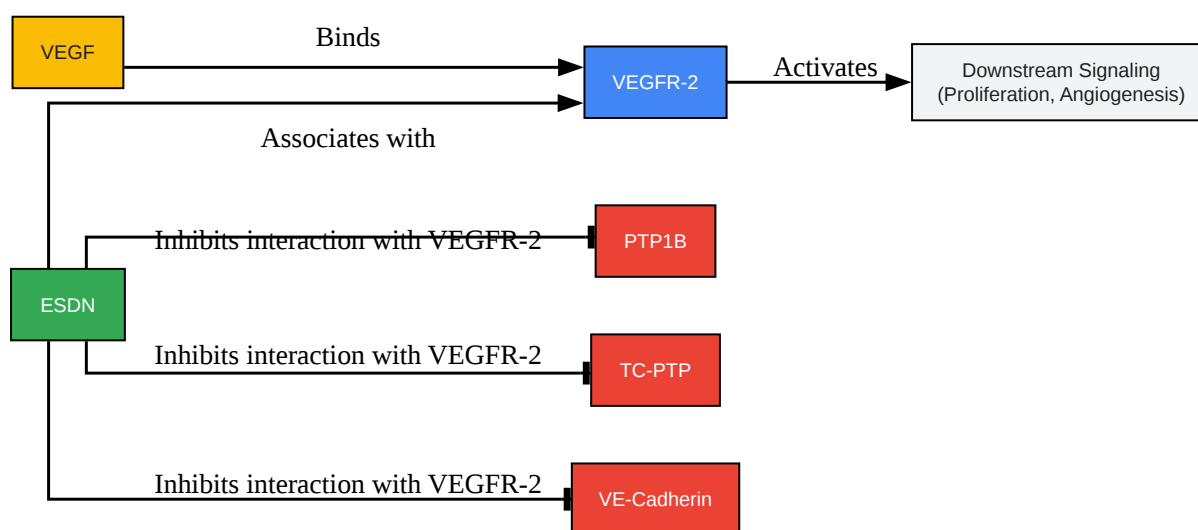 VEGF
Binds
VEGFR-2
Activates
Downstream Signaling
(Proliferation, Angiogenesis)
Associates with
Inhibits interaction with VEGFR-2
PTP1B
ESDN
Inhibits interaction with VEGFR-2
TC-PTP
Inhibits interaction with VEGFR-2
VE-Cadherin